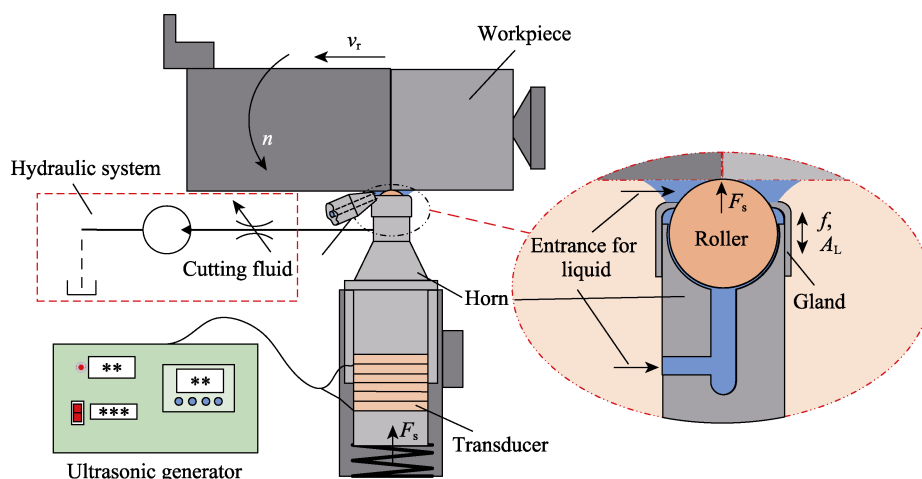 Workpiece
vr
n
Hydraulic system
Cutting fluid
Fs
Roller
f,
AL
Entrance for
liquid
Gland
Horn
**
**
***
Fs
Transducer
Ultrasonic generator